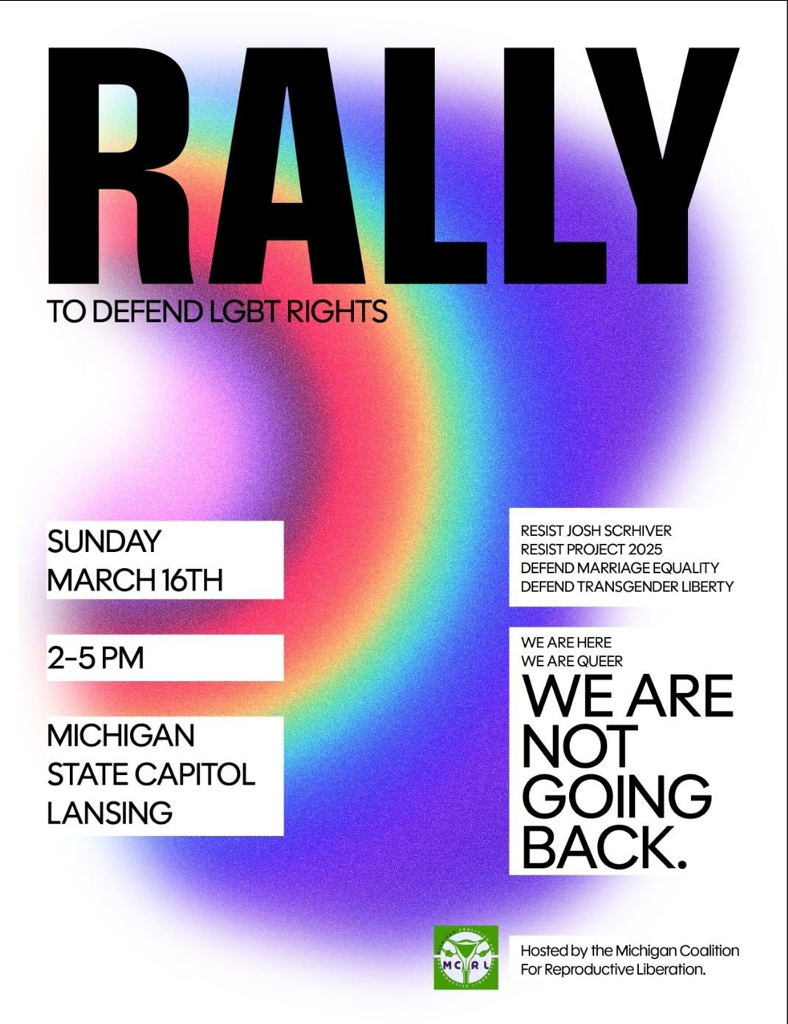 RALLY
TO DEFEND LGBT RIGHTS
SUNDAY
MARCH 16TH
2-5 PM
MICHIGAN
STATE CAPITOL
LANSING
RESIST JOSH SCRHIVER
RESIST PROJECT 2025
DEFEND MARRIAGE EQUALITY
DEFEND TRANSGENDER LIBERTY
WE ARE HERE
WE ARE QUEER
WE ARE
NOT
GOING
BACK.
MCRL
Hosted by the Michigan Coalition
For Reproductive Liberation.